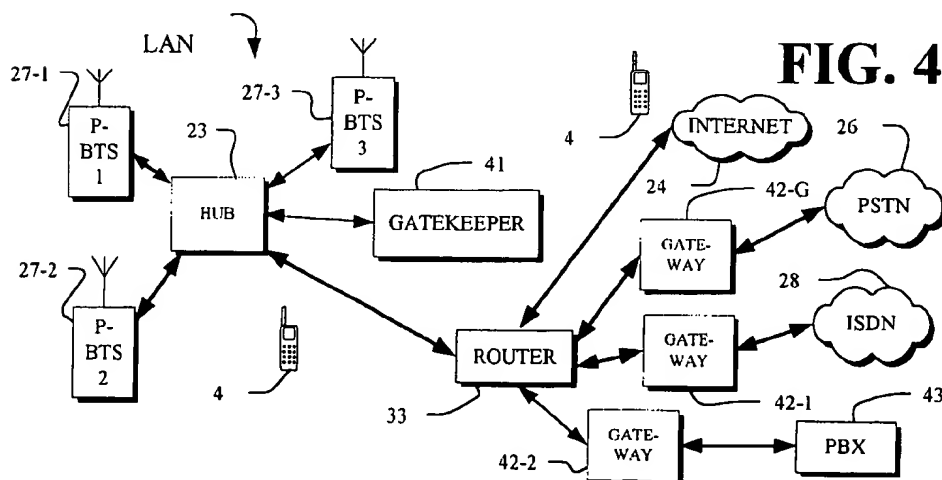 LAN
FIG. 4
27-1
P-
BTS
1
27-3
P-
BTS
3
23
HUB
41
GATEKEEPER
4
INTERNET
24
26
PSTN
42-G
GATE-
WAY
27-2
P-
BTS
2
4
ROUTER
33
GATE-
WAY
42-1
28
ISDN
42-2
GATE-
WAY
43
PBX